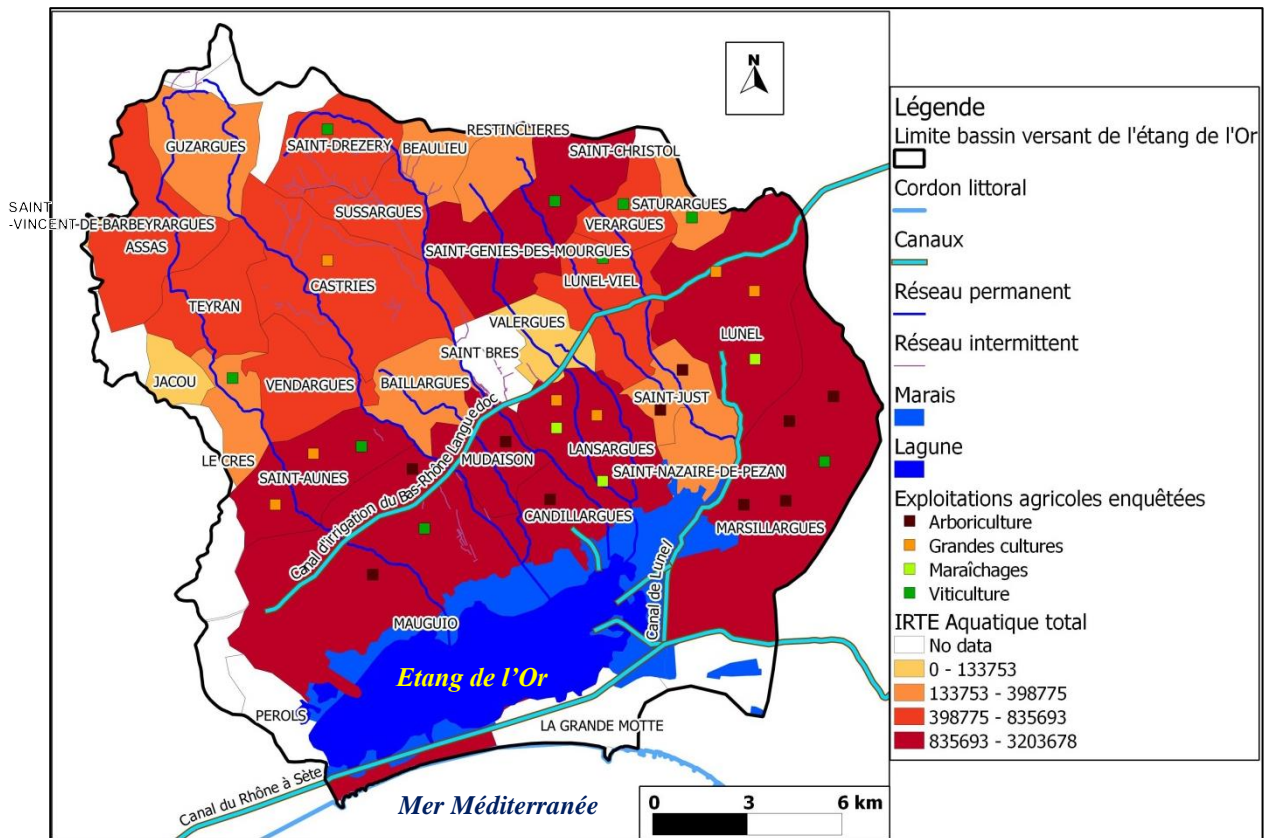 N
GUZARGUES
SAINT-DREZERY
BEAULIEU
RESTINCLIERES
SAINT-CHRISTOL
SAINT
-VINCENT-DE-BARBEYRARGUES
ASSAS
SUSSARGUES
SATURARGUES
VERARGUES
SAINT-GENIES-DES-MOURGUES
CASTRIES
LUNEL-VIEL
TEYRAN
VALERGUES
LUNEL
SAINT BRES
JACOU
VENDARGUES
BAILLARGUES
SAINT-JUST
LE CRES
SAINT-AUNES
MUDAISON
LANSARGUES
SAINT-NAZAIRE-DE-PEZAN
CANDILLARGUES
MARSILLARGUES
Canal d'irrigation du Bas-Rhône Languedoc
Canal de Lunel
MAUGUIO
Etang de l'Or
PEROLS
LA GRANDE MOTTE
Canal du Rhône à Sète
Mer Méditerranée
0 3 6 km
Légende
Limite bassin versant de l'étang de l'Or
Cordon littoral
Canaux
Réseau permanent
Réseau intermittent
Marais
Lagune
Exploitations agricoles enquêtées
Arboriculture
Grandes cultures
Maraîchages
Viticulture
IRTE Aquatique total
No data
0 - 133753
133753 - 398775
398775 - 835693
835693 - 3203678